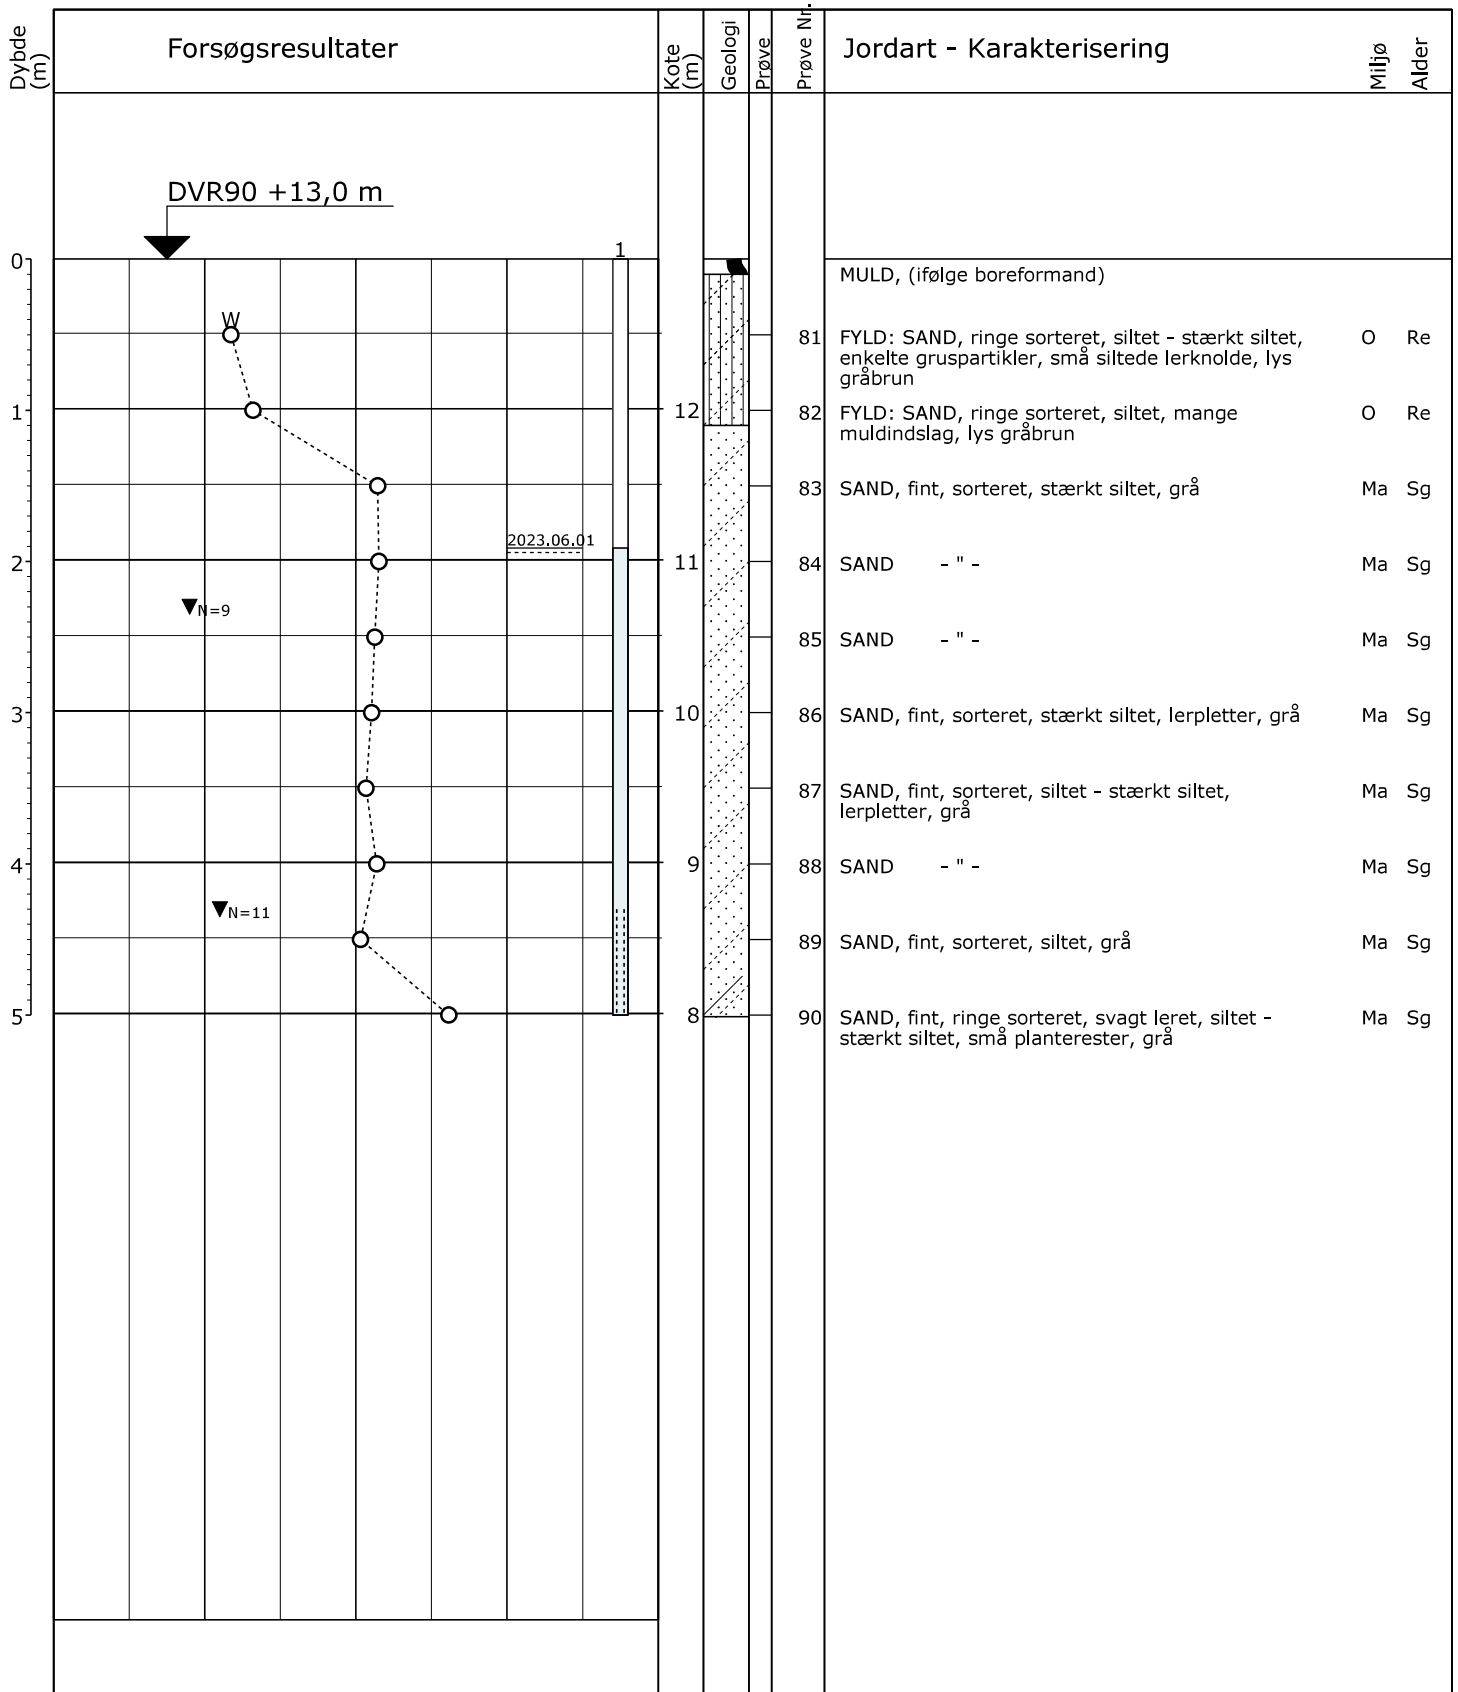 Dybde
(m)
Forsøgsresultater
Kote
(m)
Geologi
Prøve
Prøve Nr.
Jordart - Karakterisering
Miljø
Alder
DVR90 +13,0 m
1
0
MULD, (ifølge boreformand)
W
81 FYLD: SAND, ringe sorteret, siltet - stærkt siltet, O Re
enkelte gruspartikler, små siltede lerknolde, lys
gråbrun
1 12 82 FYLD: SAND, ringe sorteret, siltet, mange O Re
muldindslag, lys gråbrun
83 SAND, fint, sorteret, stærkt siltet, grå Ma Sg
2023.06.01
2 11 84 SAND - " - Ma Sg
N=9
85 SAND - " - Ma Sg
3 10 86 SAND, fint, sorteret, stærkt siltet, lerpletter, grå Ma Sg
87 SAND, fint, sorteret, siltet - stærkt siltet, Ma Sg
lerpletter, grå
4 9 88 SAND - " - Ma Sg
N=11
89 SAND, fint, sorteret, siltet, grå Ma Sg
5 8 90 SAND, fint, ringe sorteret, svagt leret, siltet - Ma Sg
stærkt siltet, små planterester, grå